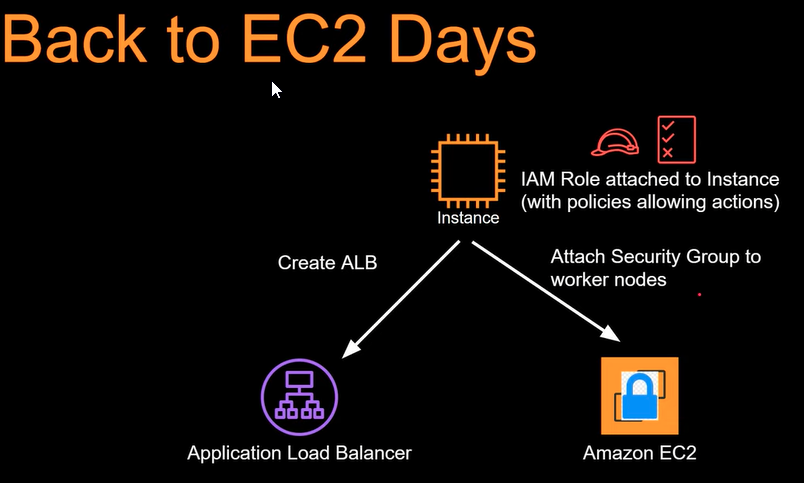 Back to EC2 Days
IAM Role attached to Instance
(with policies allowing actions)
Instance
Create ALB
Attach Security Group to
worker nodes
Application Load Balancer
Amazon EC2